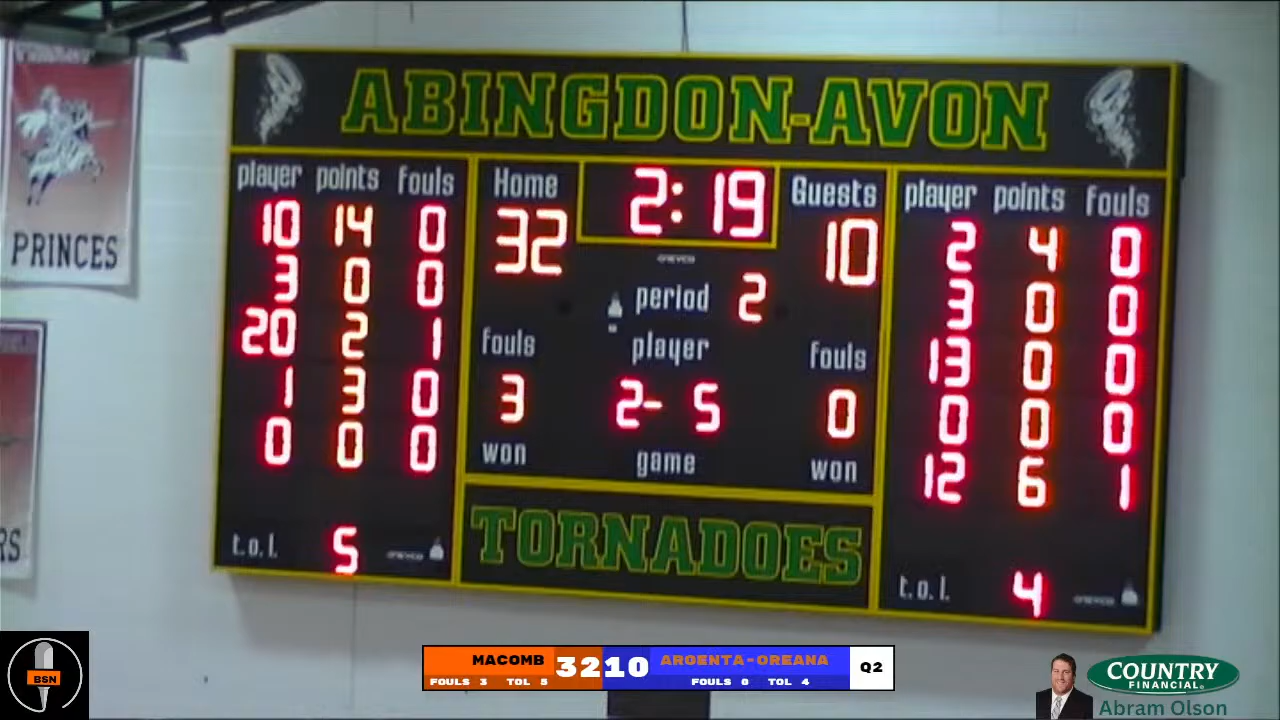 ABINGDON-AVON
PRINCES
player points fouls
10 14 0
3 0 0
20 2 1
1 3 0
0 0 0
t.o.l. 5
Home 2:19 Guests
32 10
period 2
fouls player fouls
3 2- 5 0
won game won
TORNADOES
player points fouls
2 4 0
3 0 0
13 0 0
0 0 0
12 6 1
t.o.l. 4
RS
BSN
MACOMB 32 10 ARGENTA-OREANA Q2
FOULS 3 TOL 5 FOULS 0 TOL 4
COUNTRY
FINANCIAL®
Abram Olson